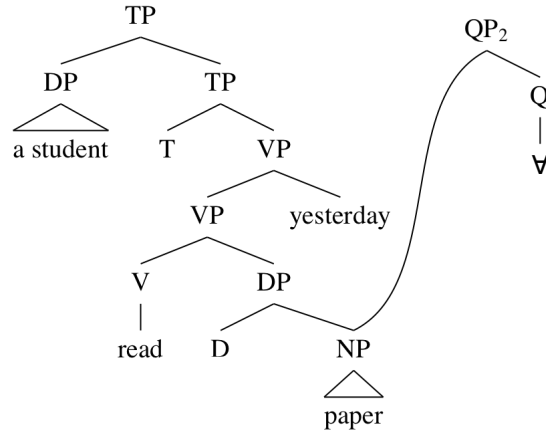 TP
QP2
DP TP Q
a student T VP ∀
VP yesterday
V DP
read D NP
paper